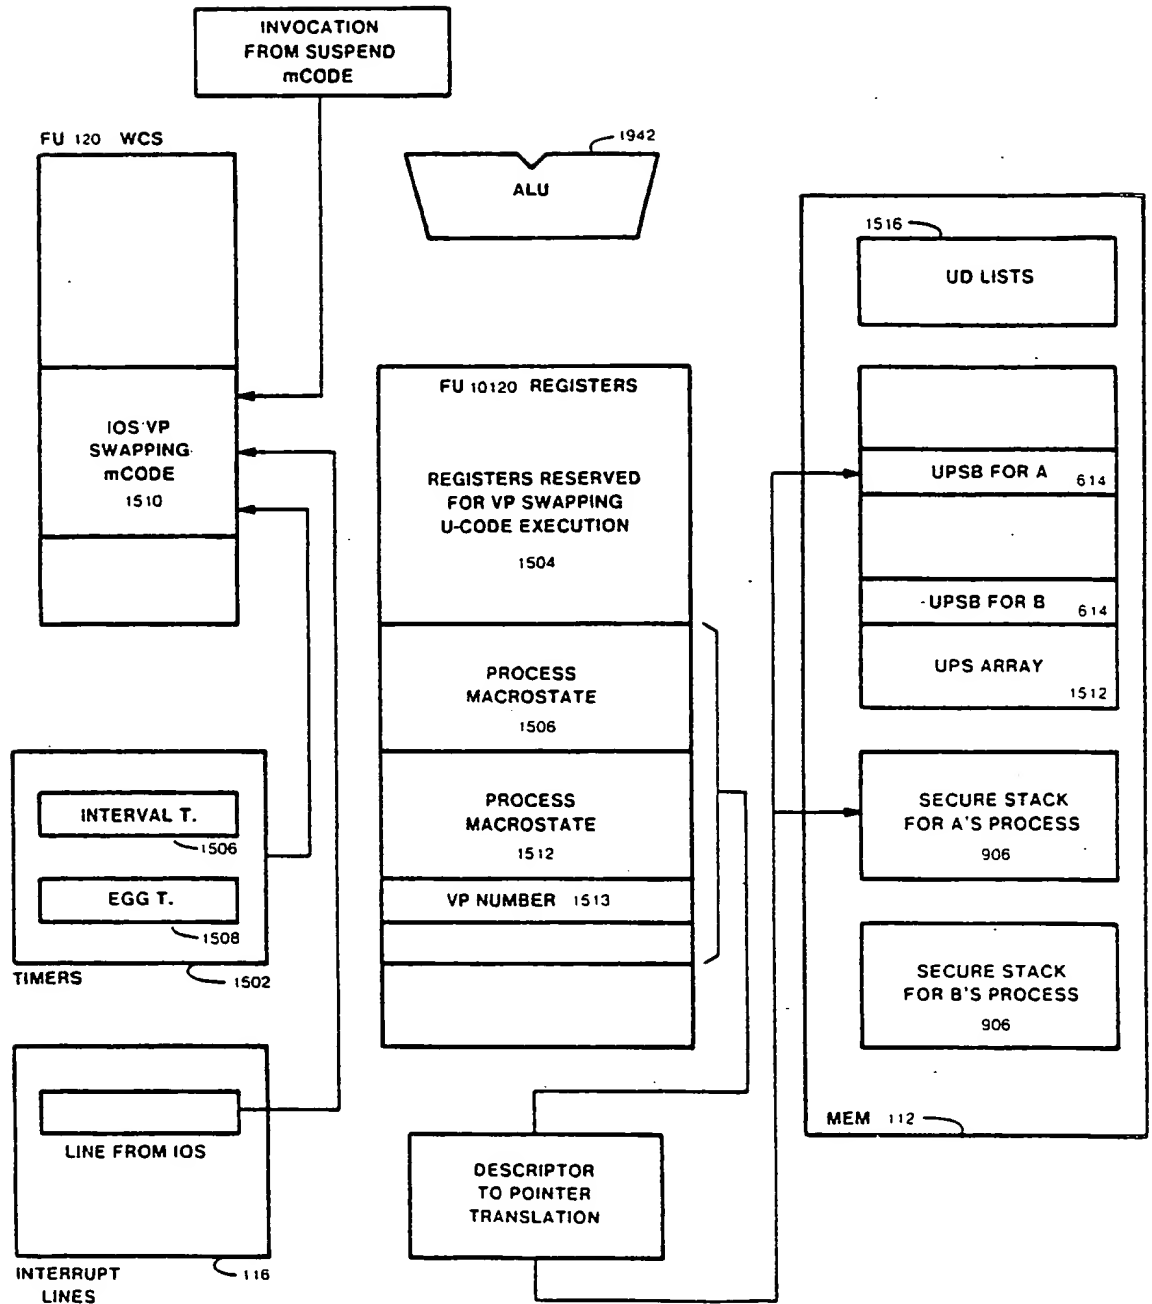 INVOCATION
FROM SUSPEND
mCODE
FU 120 WCS
1942
ALU
1516
UD LISTS
FU 10120 REGISTERS
IOS VP
SWAPPING
mCODE
1510
REGISTERS RESERVED
FOR VP SWAPPING
U-CODE EXECUTION
1504
UPSB FOR A 614
UPSB FOR B 614
UPS ARRAY
1512
PROCESS
MACROSTATE
1506
INTERVAL T.
1506
EGG T.
1508
TIMERS
1502
PROCESS
MACROSTATE
1512
VP NUMBER 1513
SECURE STACK
FOR A'S PROCESS
906
SECURE STACK
FOR B'S PROCESS
906
MEM 112
LINE FROM IOS
INTERRUPT
LINES
116
DESCRIPTOR
TO POINTER
TRANSLATION